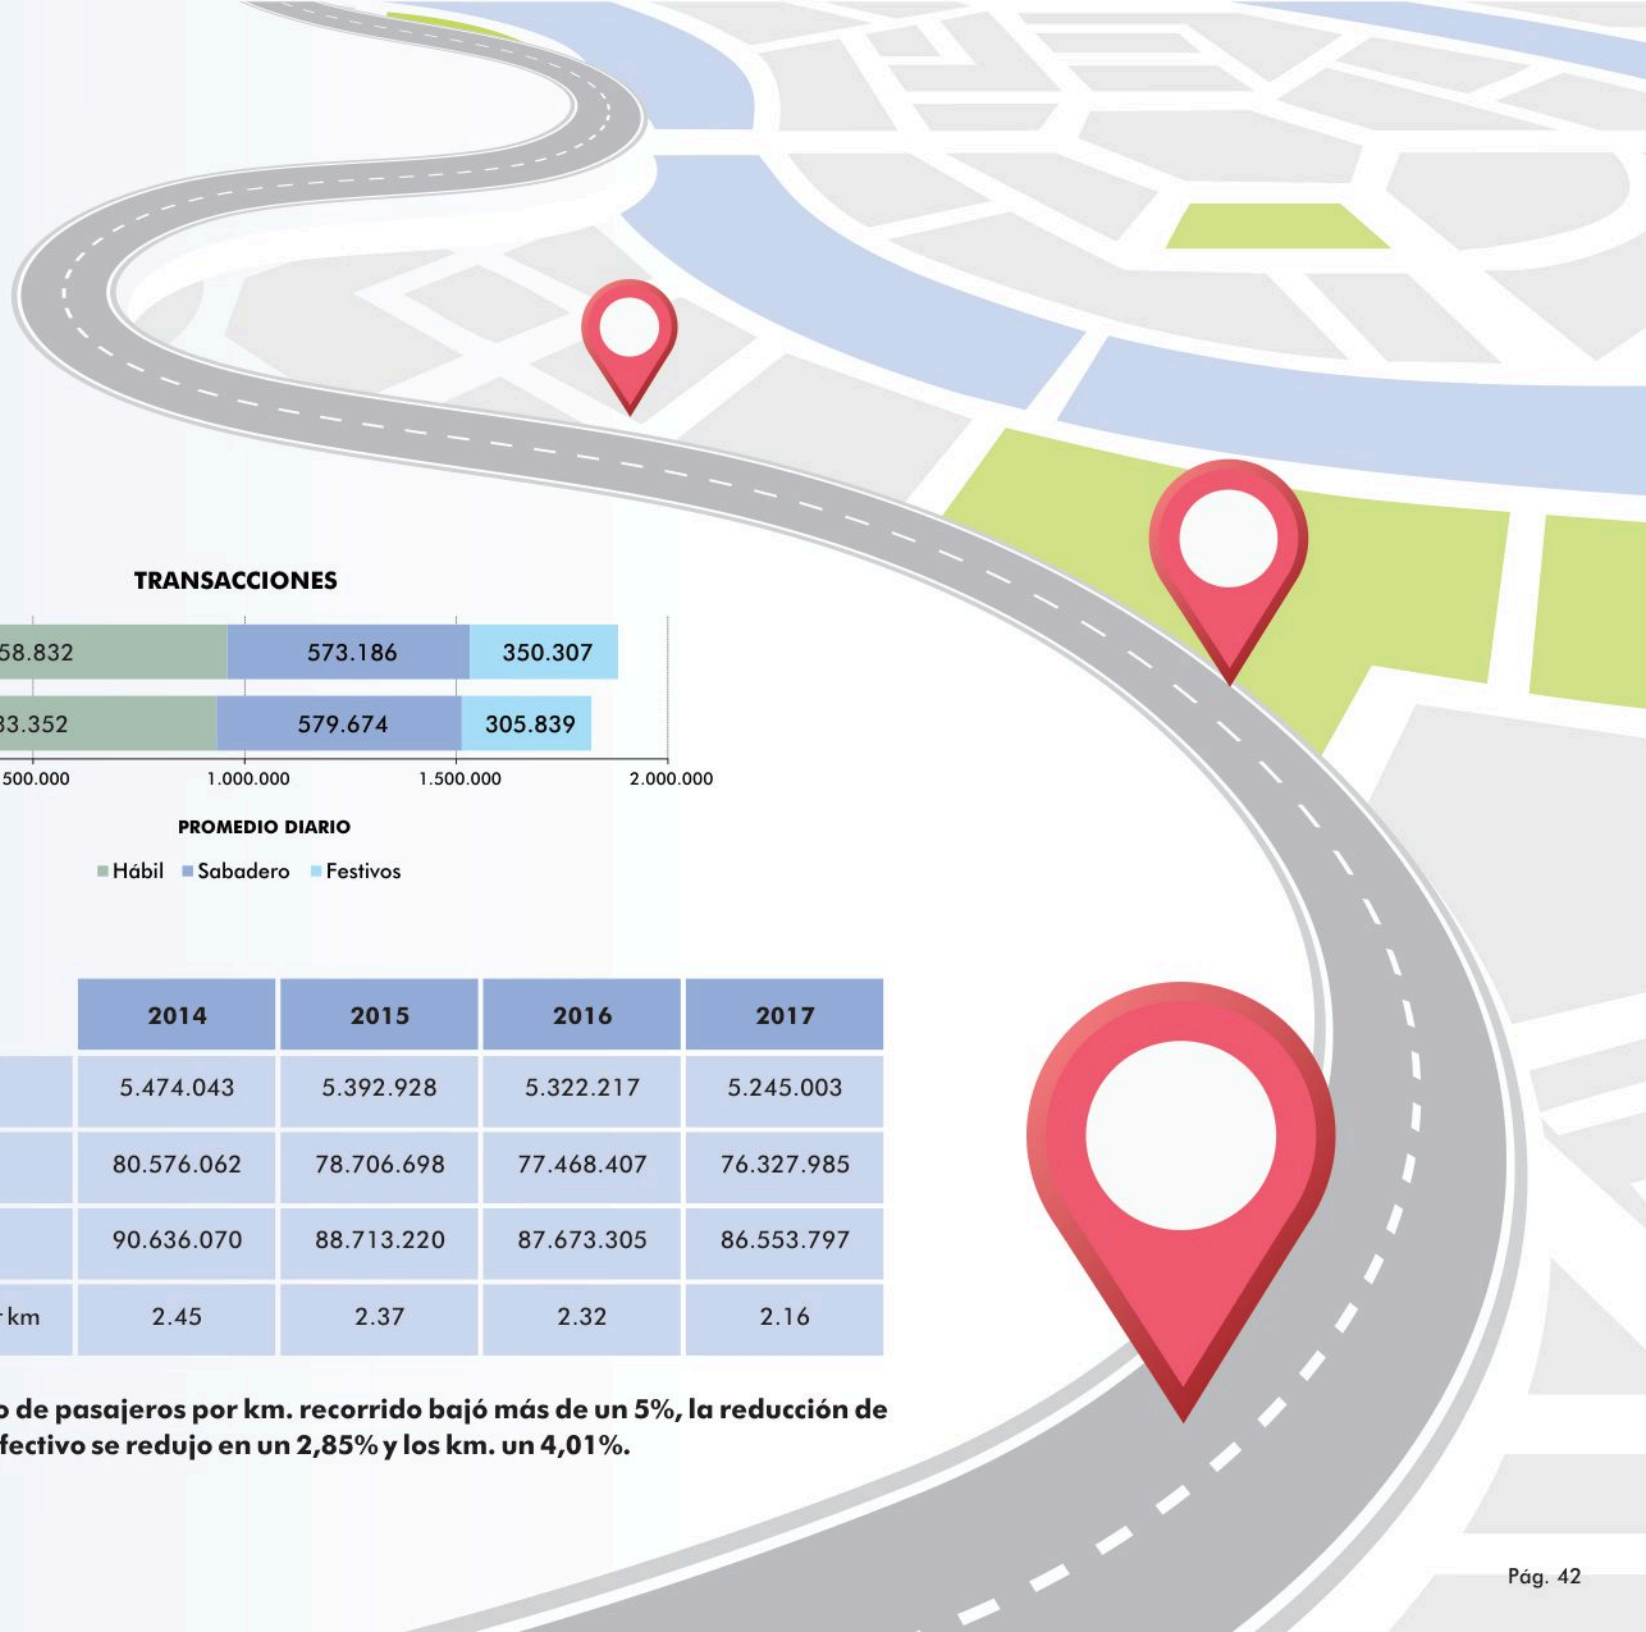 TRANSACCIONES
58.832 573.186 350.307
33.352 579.674 305.839
500.000 1.000.000 1.500.000 2.000.000
PROMEDIO DIARIO
Hábil Sabadero Festivos
2014 2015 2016 2017
5.474.043 5.392.928 5.322.217 5.245.003
80.576.062 78.706.698 77.468.407 76.327.985
90.636.070 88.713.220 87.673.305 86.553.797
km 2.45 2.37 2.32 2.16
o de pasajeros por km. recorrido bajó más de un 5%, la reducción de
fectivo se redujo en un 2,85% y los km. un 4,01%.
Pág. 42